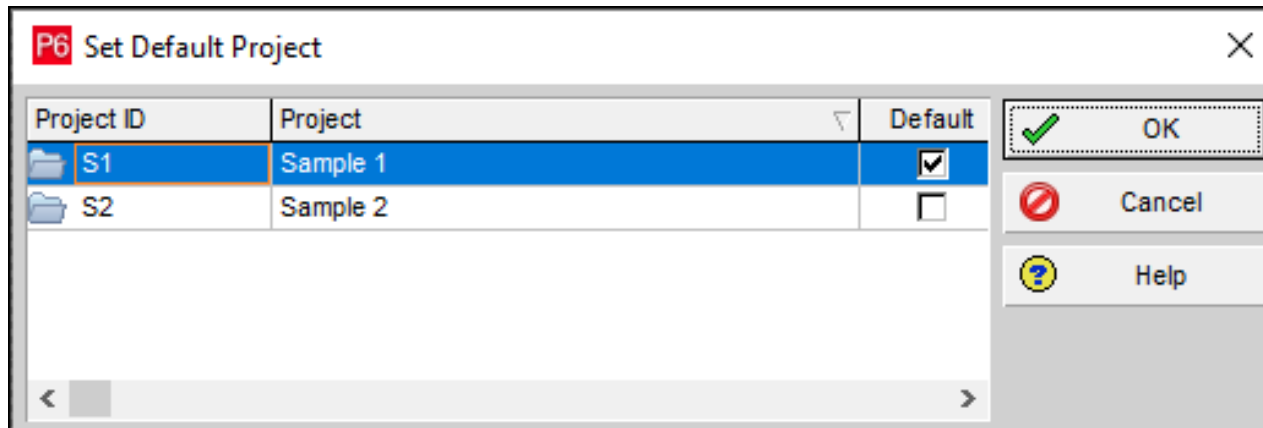 P6 Set Default Project
Project ID Project Default
S1 Sample 1
S2 Sample 2
OK
Cancel
Help